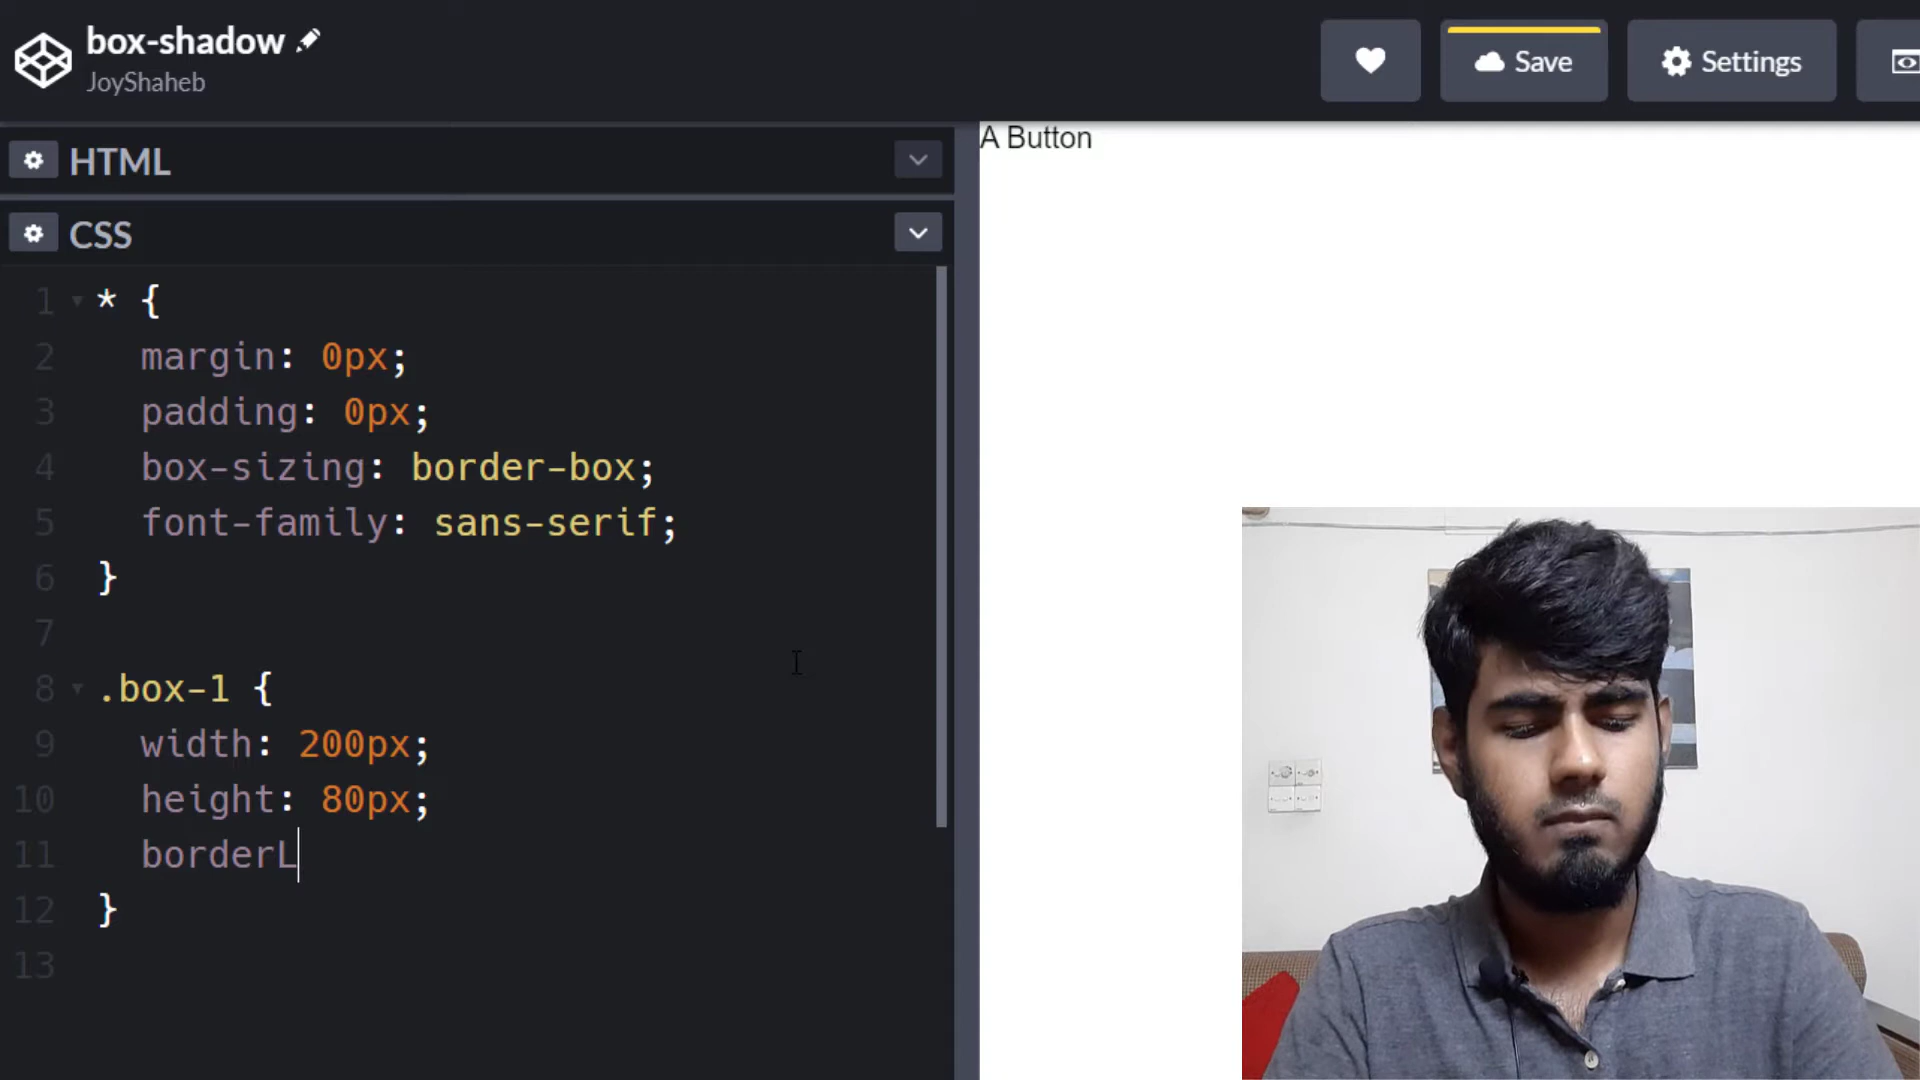 box-shadow
JoyShaheb
Save
Settings
HTML
CSS
1 * {
2 margin: 0px;
3 padding: 0px;
4 box-sizing: border-box;
5 font-family: sans-serif;
6 }
7
8 .box-1 {
9 width: 200px;
10 height: 80px;
11 borderL
12 }
13
A Button